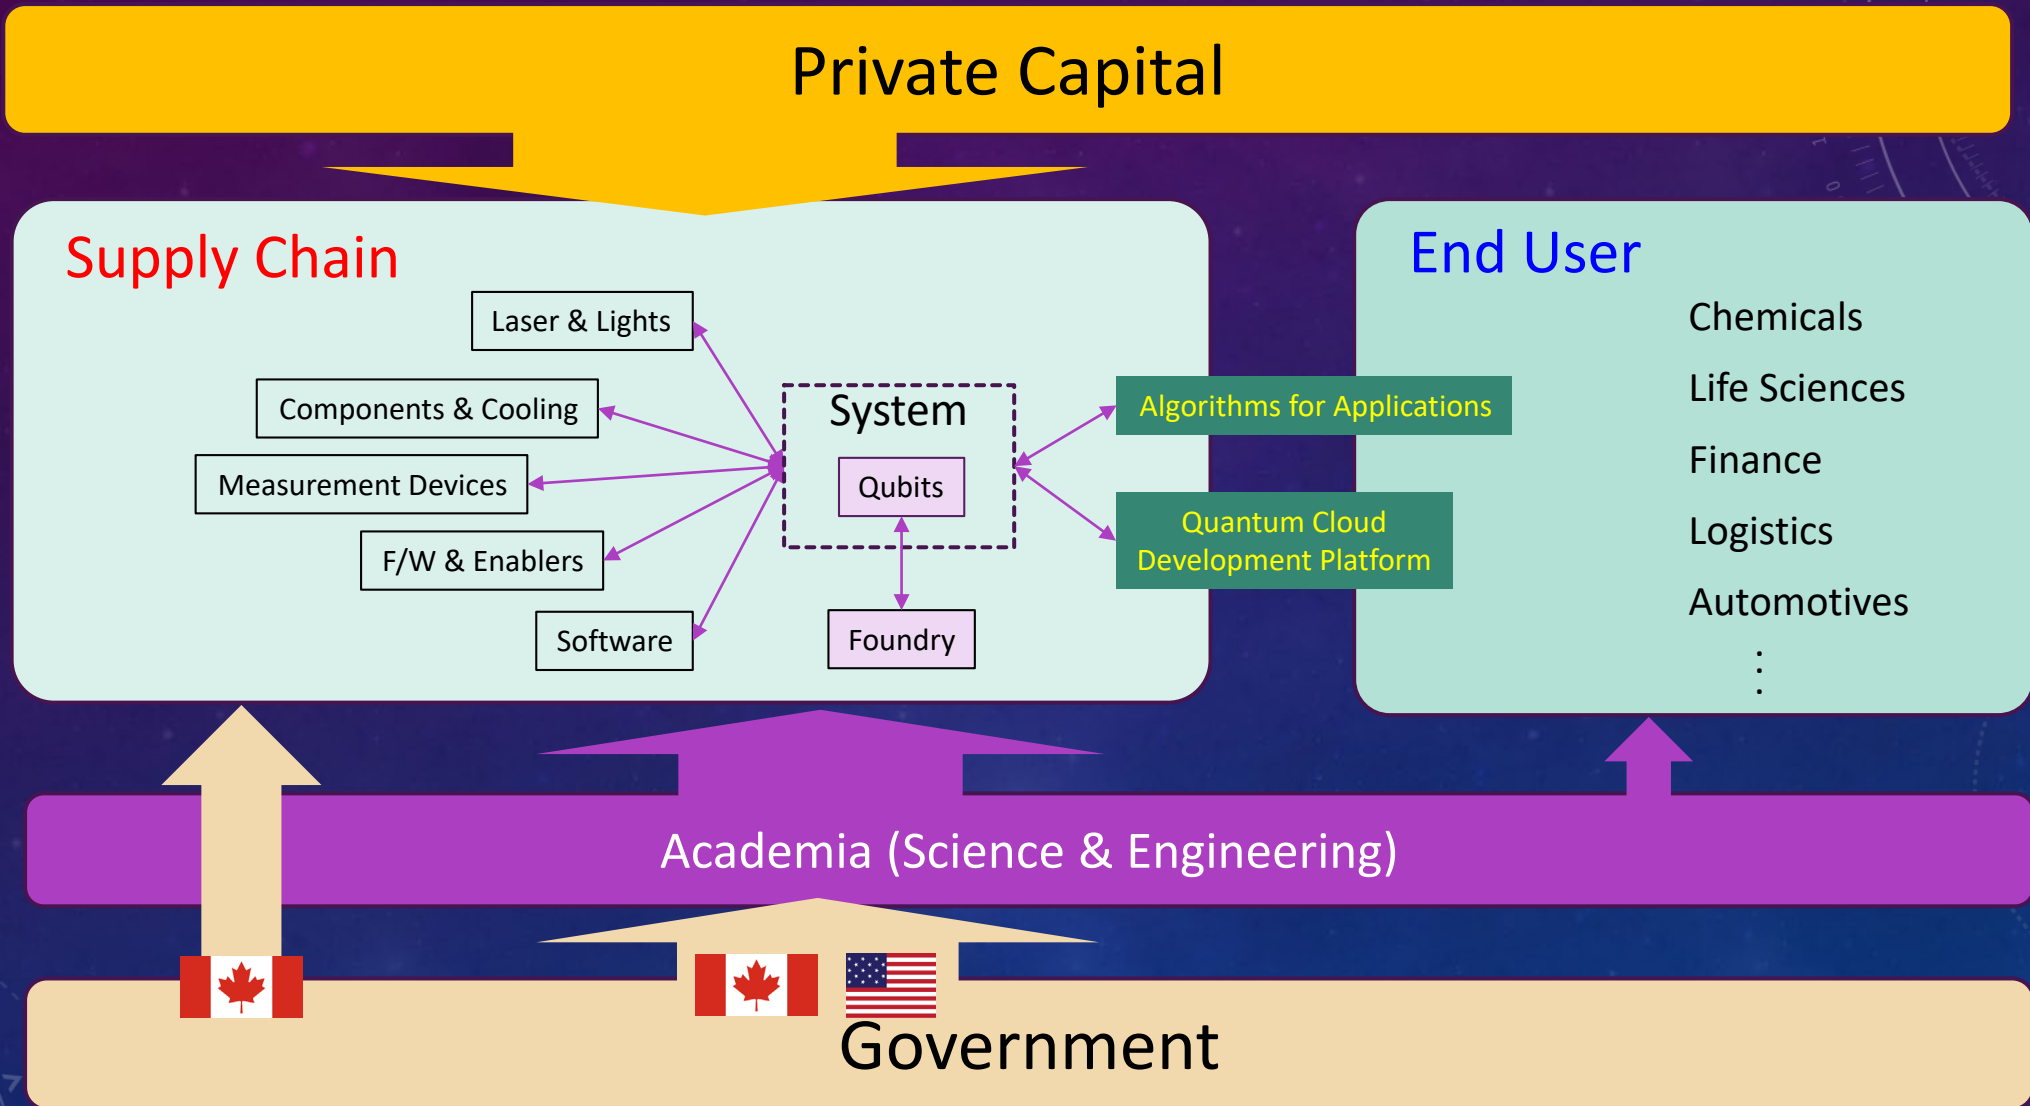 Private Capital
Supply Chain
Laser & Lights
Components & Cooling
Measurement Devices
F/W & Enablers
Software
System
Qubits
Foundry
Algorithms for Applications
Quantum Cloud
Development Platform
End User
Chemicals
Life Sciences
Finance
Logistics
Automotives
Academia (Science & Engineering)
Government